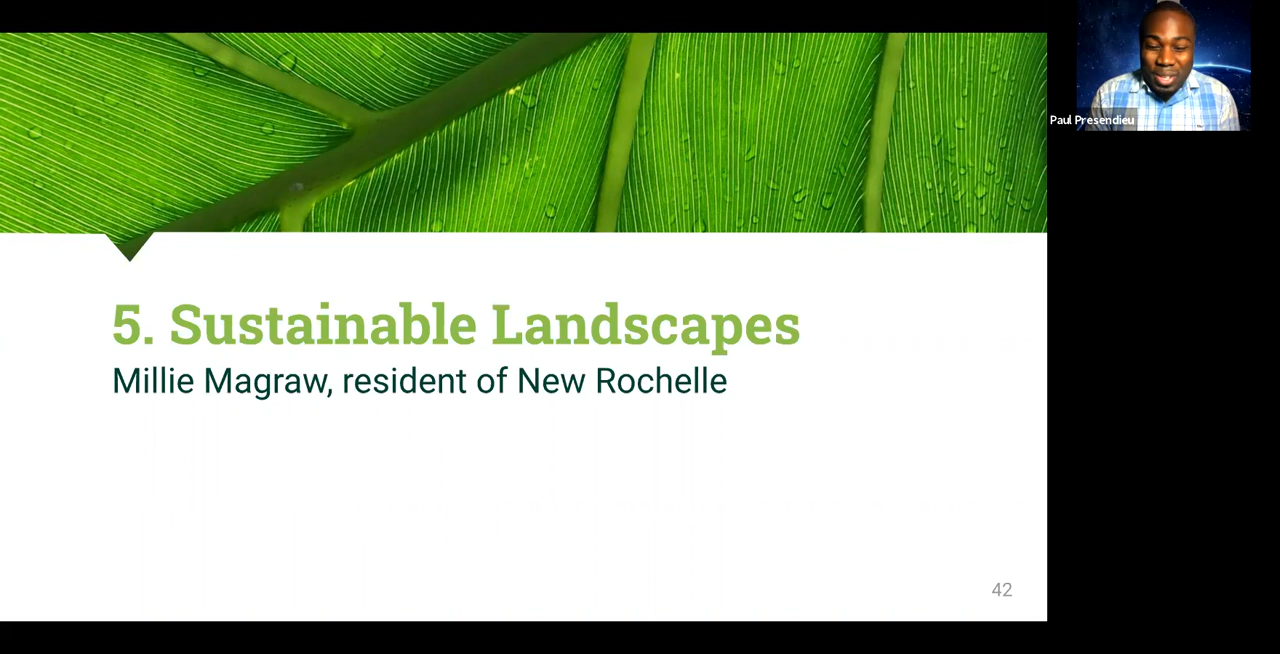 Paul Presendieu
5. Sustainable Landscapes
Millie Magraw, resident of New Rochelle
42